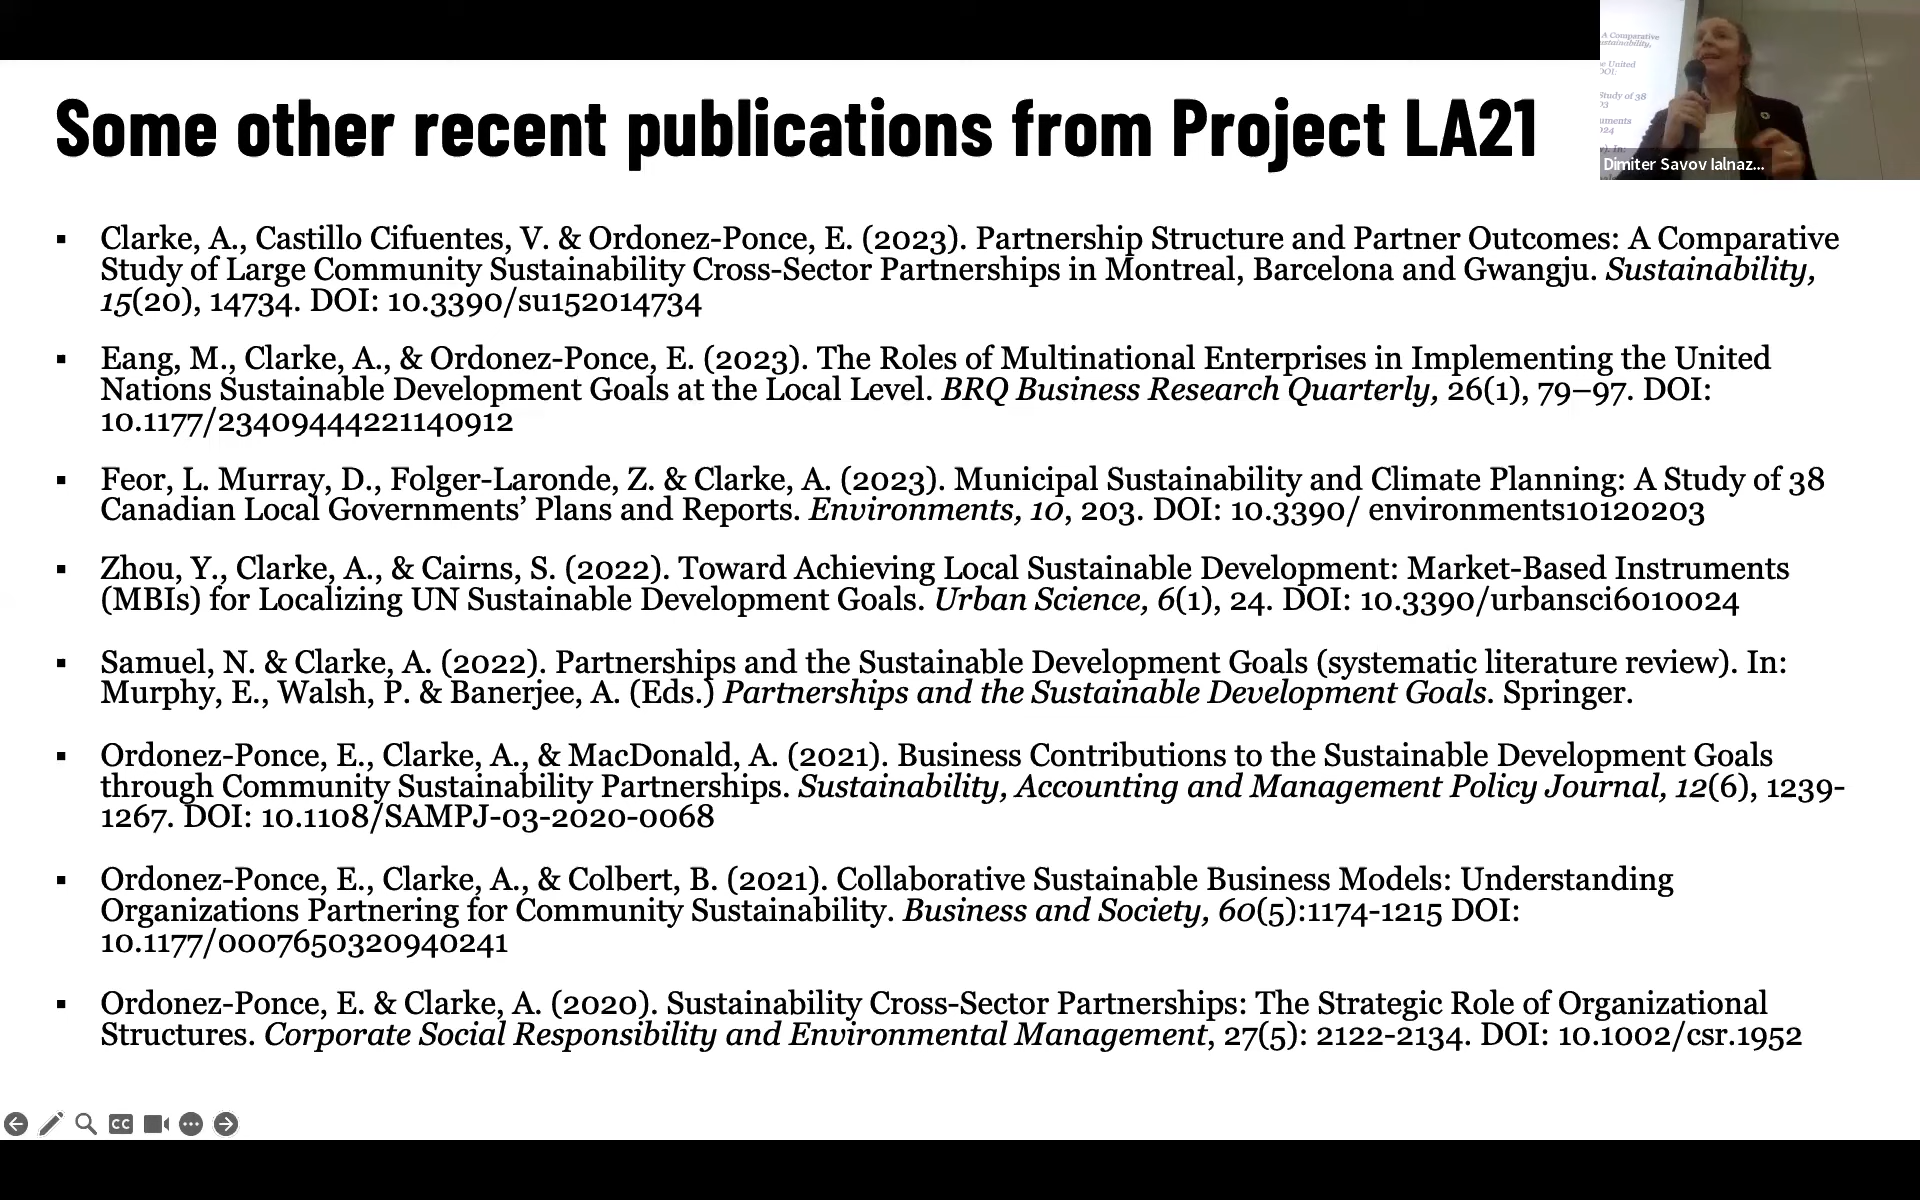 Some other recent publications from Project LA21
A Comparative
ustainability,
e United
DOI:
Study of 38
03
uments
024
v). In:
Dimiter Savov Ialnaz...
▪ Clarke, A., Castillo Cifuentes, V. & Ordonez-Ponce, E. (2023). Partnership Structure and Partner Outcomes: A Comparative
Study of Large Community Sustainability Cross-Sector Partnerships in Montreal, Barcelona and Gwangju. Sustainability,
15(20), 14734. DOI: 10.3390/su152014734
▪ Eang, M., Clarke, A., & Ordonez-Ponce, E. (2023). The Roles of Multinational Enterprises in Implementing the United
Nations Sustainable Development Goals at the Local Level. BRQ Business Research Quarterly, 26(1), 79–97. DOI:
10.1177/23409444221140912
▪ Feor, L. Murray, D., Folger-Laronde, Z. & Clarke, A. (2023). Municipal Sustainability and Climate Planning: A Study of 38
Canadian Local Governments’ Plans and Reports. Environments, 10, 203. DOI: 10.3390/ environments10120203
▪ Zhou, Y., Clarke, A., & Cairns, S. (2022). Toward Achieving Local Sustainable Development: Market-Based Instruments
(MBIs) for Localizing UN Sustainable Development Goals. Urban Science, 6(1), 24. DOI: 10.3390/urbansci6010024
▪ Samuel, N. & Clarke, A. (2022). Partnerships and the Sustainable Development Goals (systematic literature review). In:
Murphy, E., Walsh, P. & Banerjee, A. (Eds.) Partnerships and the Sustainable Development Goals. Springer.
▪ Ordonez-Ponce, E., Clarke, A., & MacDonald, A. (2021). Business Contributions to the Sustainable Development Goals
through Community Sustainability Partnerships. Sustainability, Accounting and Management Policy Journal, 12(6), 1239-
1267. DOI: 10.1108/SAMPJ-03-2020-0068
▪ Ordonez-Ponce, E., Clarke, A., & Colbert, B. (2021). Collaborative Sustainable Business Models: Understanding
Organizations Partnering for Community Sustainability. Business and Society, 60(5):1174-1215 DOI:
10.1177/0007650320940241
▪ Ordonez-Ponce, E. & Clarke, A. (2020). Sustainability Cross-Sector Partnerships: The Strategic Role of Organizational
Structures. Corporate Social Responsibility and Environmental Management, 27(5): 2122-2134. DOI: 10.1002/csr.1952
CC